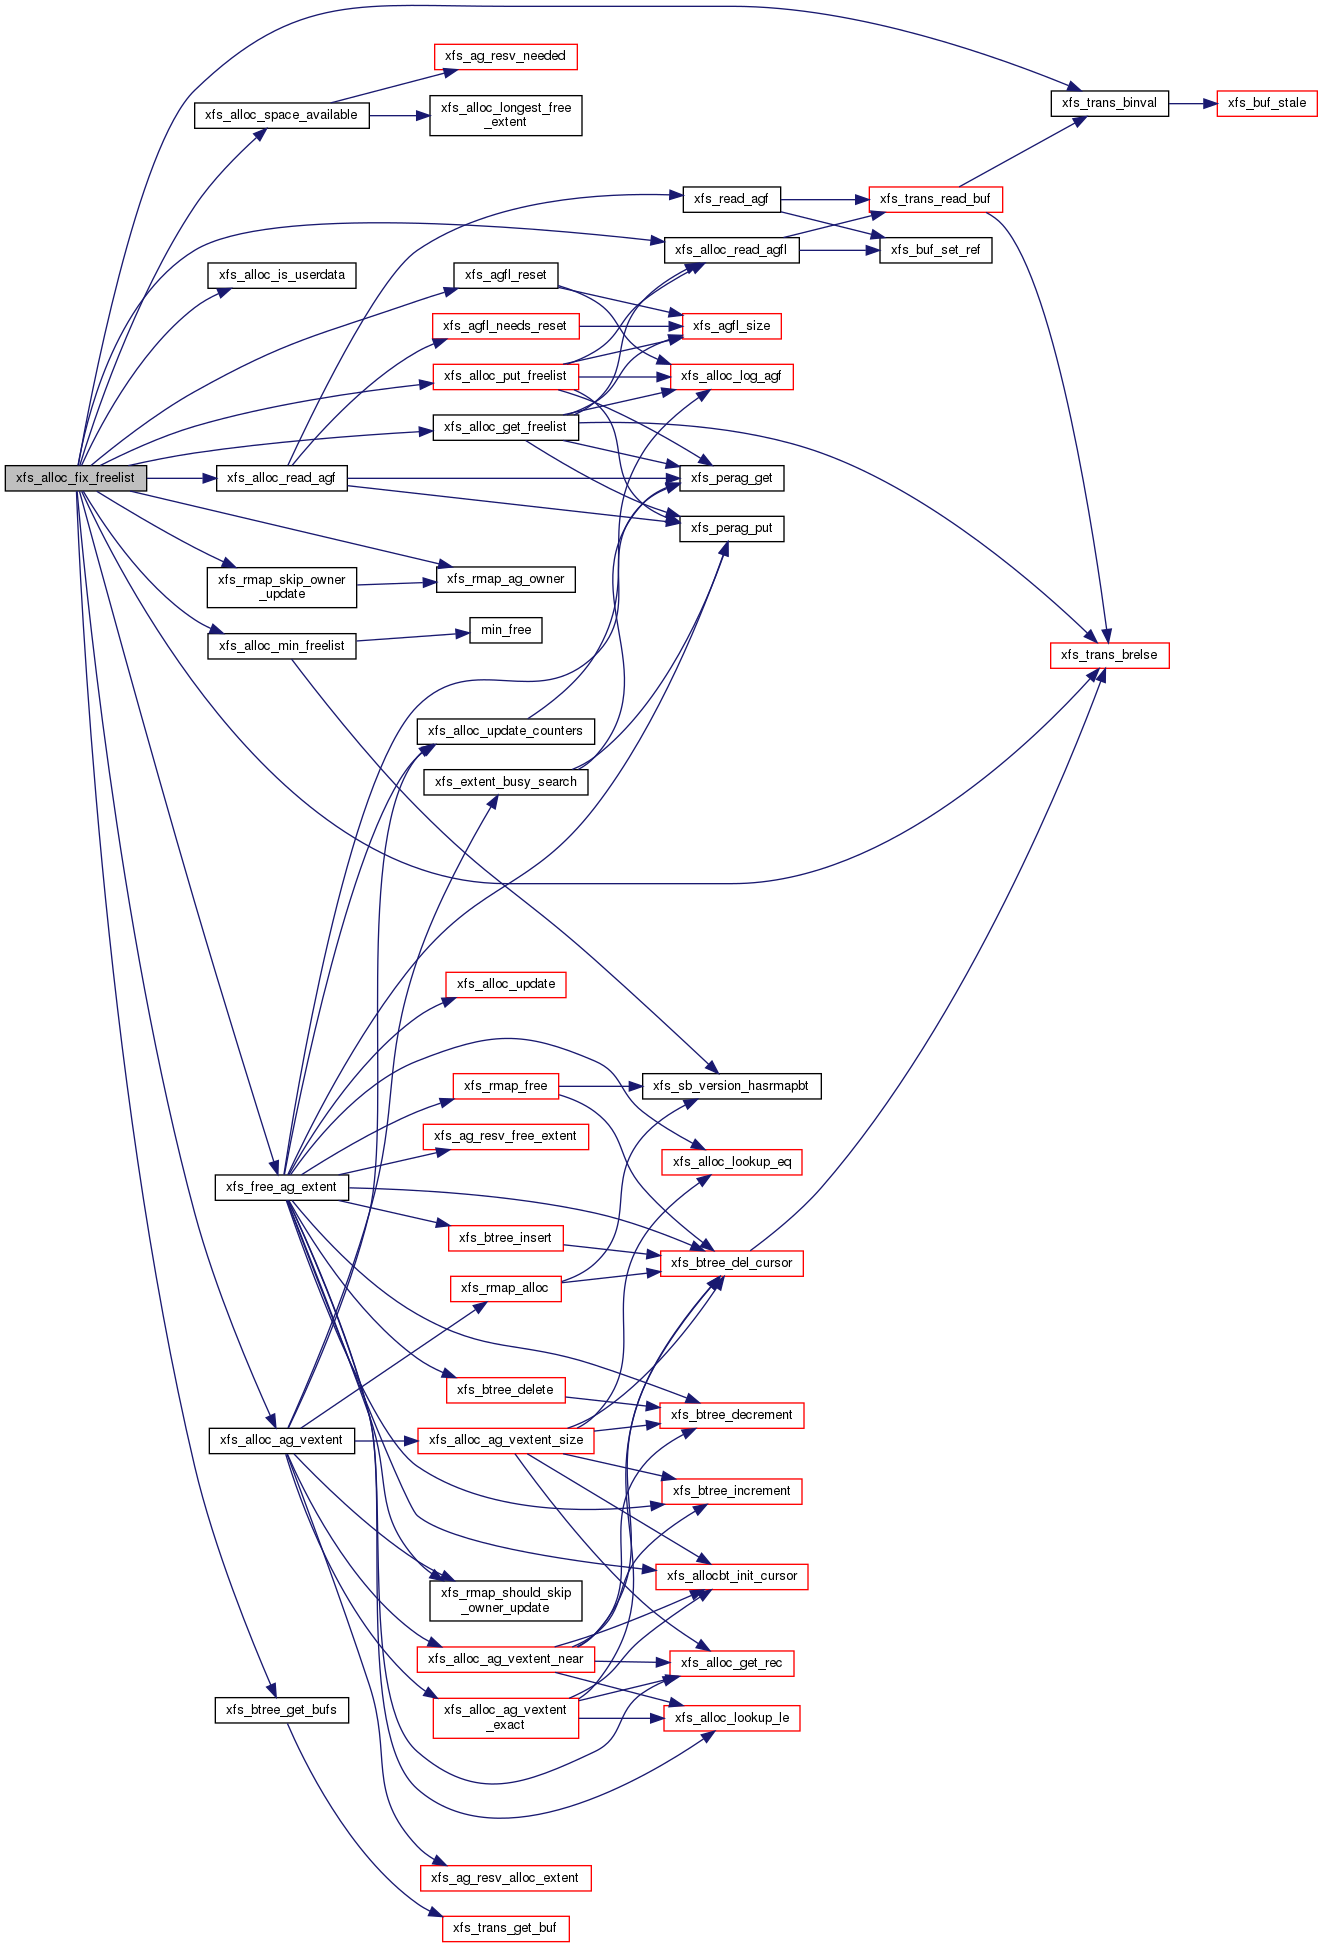 xfs_ag_resv_needed
xfs_alloc_space_available
xfs_alloc_longest_free
_extent
xfs_trans_binval
xfs_buf_stale
xfs_read_agf
xfs_trans_read_buf
xfs_alloc_read_agfl
xfs_buf_set_ref
xfs_alloc_is_userdata
xfs_agfl_reset
xfs_agfl_needs_reset
xfs_agfl_size
xfs_alloc_put_freelist
xfs_alloc_log_agf
xfs_alloc_get_freelist
xfs_alloc_fix_freelist
xfs_alloc_read_agf
xfs_perag_get
xfs_perag_put
xfs_rmap_skip_owner
_update
xfs_rmap_ag_owner
min_free
xfs_alloc_min_freelist
xfs_trans_brelse
xfs_alloc_update_counters
xfs_extent_busy_search
xfs_alloc_update
xfs_rmap_free
xfs_sb_version_hasrmapbt
xfs_ag_resv_free_extent
xfs_alloc_lookup_eq
xfs_free_ag_extent
xfs_btree_insert
xfs_btree_del_cursor
xfs_rmap_alloc
xfs_btree_delete
xfs_btree_decrement
xfs_alloc_ag_vextent
xfs_alloc_ag_vextent_size
xfs_btree_increment
xfs_allocbt_init_cursor
xfs_rmap_should_skip
_owner_update
xfs_alloc_ag_vextent_near
xfs_alloc_get_rec
xfs_btree_get_bufs
xfs_alloc_ag_vextent
_exact
xfs_alloc_lookup_le
xfs_ag_resv_alloc_extent
xfs_trans_get_buf